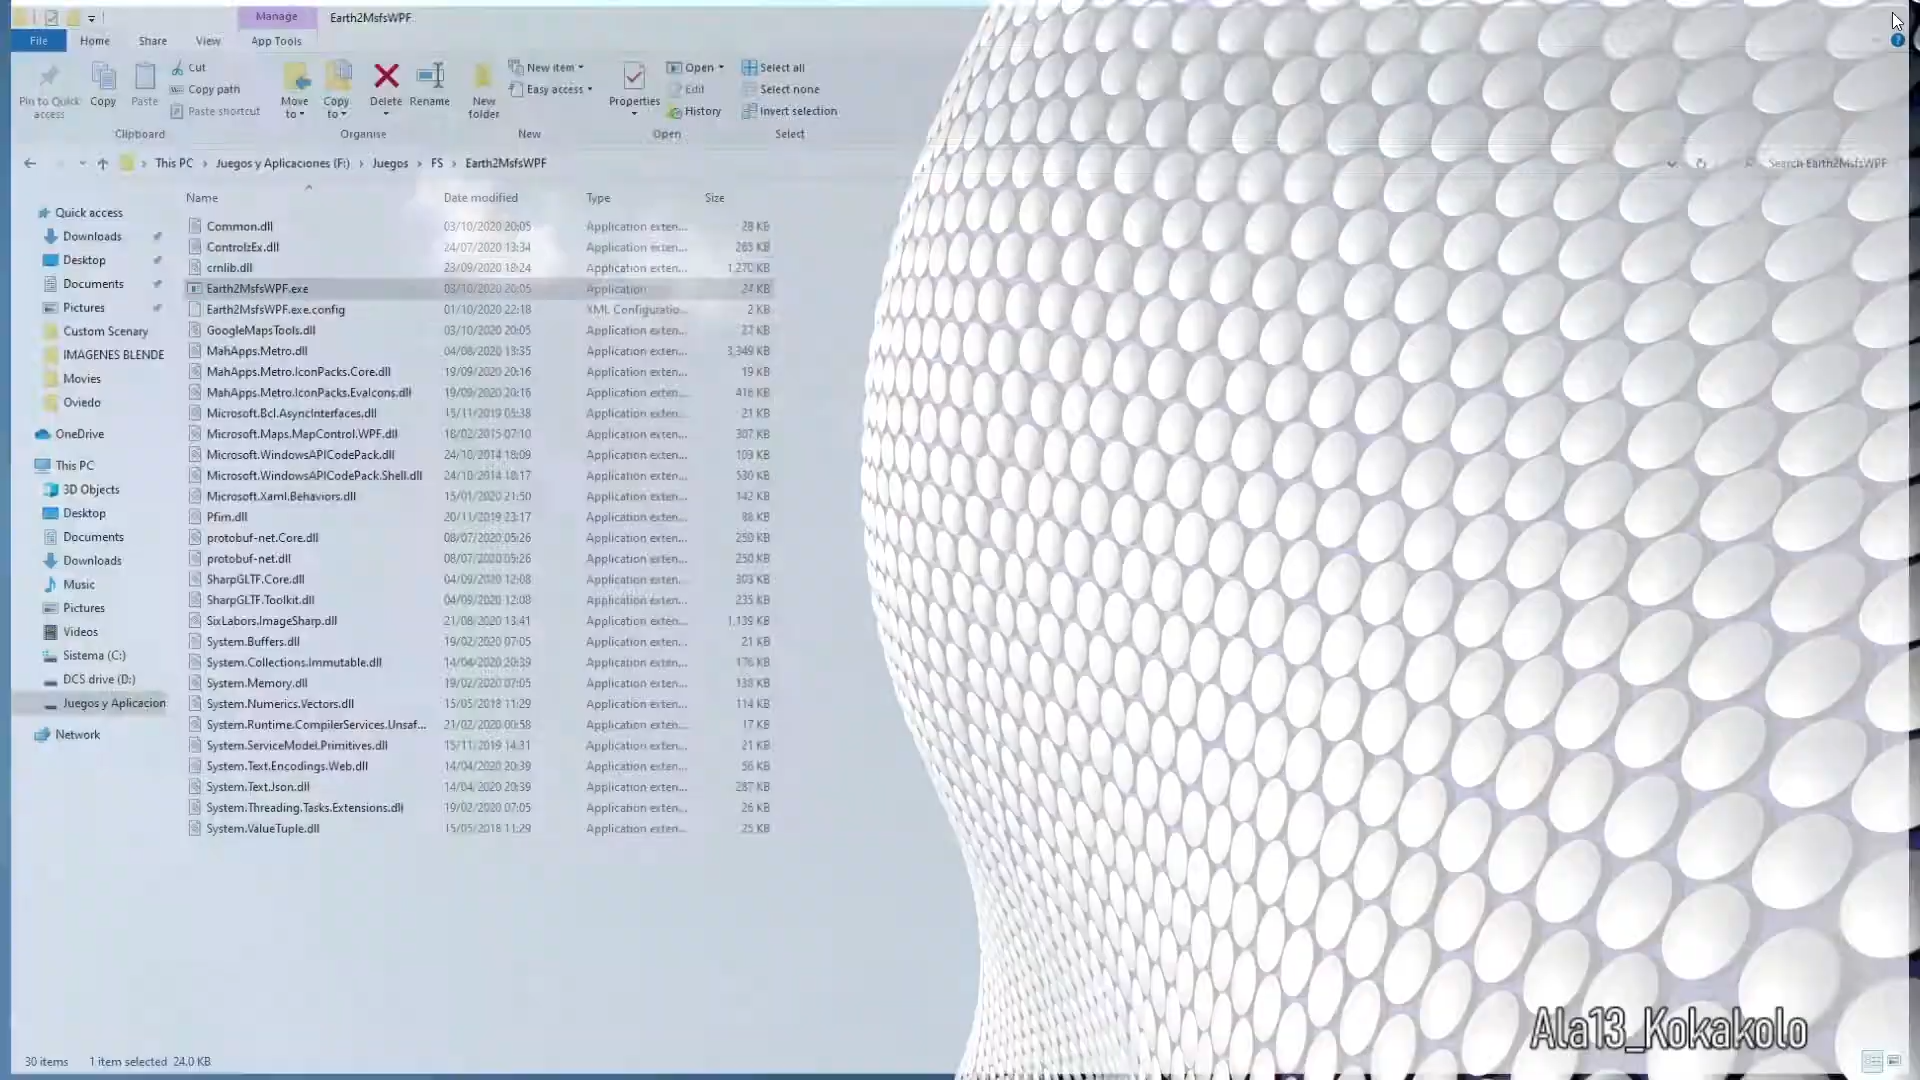 Manage
Earth2MsfsWPF
File
Home
Share
View
App Tools
Pin to Quick access
Copy
Paste
Cut
Copy path
Paste shortcut
Move to
Copy to
Delete
Rename
New folder
New item
Easy access
Properties
Open
Edit
History
Select all
Select none
Invert selection
Clipboard
Organise
New
Open
Select
This PC > Juegos y Aplicaciones (F:) > Juegos > FS > Earth2MsfsWPF
Search Earth2MsfsWPF
Name Date modified Type Size
Quick access
Downloads
Desktop
Documents
Pictures
Custom Scenary
IMAGENES BLENDE
Movies
Oviedo
OneDrive
This PC
3D Objects
Desktop
Documents
Downloads
Music
Pictures
Videos
Sistema (C:)
DCS drive (D:)
Juegos y Aplicacion
Network
Common.dll 03/10/2020 20:05 Application exten... 28 KB
ControlzEx.dll 24/07/2020 13:34 Application exten... 265 KB
crnlib.dll 23/09/2020 18:24 Application exten... 1,270 KB
Earth2MsfsWPF.exe 03/10/2020 20:05 Application 24 KB
Earth2MsfsWPF.exe.config 01/10/2020 22:18 XML Configuratio... 2 KB
GoogleMapsTools.dll 03/10/2020 20:05 Application exten... 27 KB
MahApps.Metro.dll 04/08/2020 13:35 Application exten... 3,349 KB
MahApps.Metro.IconPacks.Core.dll 19/09/2020 20:16 Application exten... 19 KB
MahApps.Metro.IconPacks.EvaIcons.dll 19/09/2020 20:16 Application exten... 416 KB
Microsoft.Bcl.AsyncInterfaces.dll 15/11/2019 05:38 Application exten... 21 KB
Microsoft.Maps.MapControl.WPF.dll 18/02/2015 07:10 Application exten... 307 KB
Microsoft.WindowsAPICodePack.dll 24/10/2014 18:09 Application exten... 103 KB
Microsoft.WindowsAPICodePack.Shell.dll 24/10/2014 18:17 Application exten... 530 KB
Microsoft.Xaml.Behaviors.dll 15/01/2020 21:50 Application exten... 142 KB
Pfim.dll 20/11/2019 23:17 Application exten... 88 KB
protobuf-net.Core.dll 08/07/2020 05:26 Application exten... 250 KB
protobuf-net.dll 08/07/2020 05:26 Application exten... 250 KB
SharpGLTF.Core.dll 04/09/2020 12:08 Application exten... 303 KB
SharpGLTF.Toolkit.dll 04/09/2020 12:08 Application exten... 235 KB
SixLabors.ImageSharp.dll 21/08/2020 13:41 Application exten... 1,139 KB
System.Buffers.dll 19/02/2020 07:05 Application exten... 21 KB
System.Collections.Immutable.dll 14/04/2020 20:39 Application exten... 176 KB
System.Memory.dll 19/02/2020 07:05 Application exten... 138 KB
System.Numerics.Vectors.dll 15/05/2018 11:29 Application exten... 114 KB
System.Runtime.CompilerServices.Unsaf... 21/02/2020 00:58 Application exten... 17 KB
System.ServiceModel.Primitives.dll 15/11/2019 14:31 Application exten... 21 KB
System.Text.Encodings.Web.dll 14/04/2020 20:39 Application exten... 56 KB
System.Text.Json.dll 14/04/2020 20:39 Application exten... 287 KB
System.Threading.Tasks.Extensions.dll 19/02/2020 07:05 Application exten... 26 KB
System.ValueTuple.dll 15/05/2018 11:29 Application exten... 25 KB
Ala13_Kokakolo
30 items 1 item selected 24.0 KB